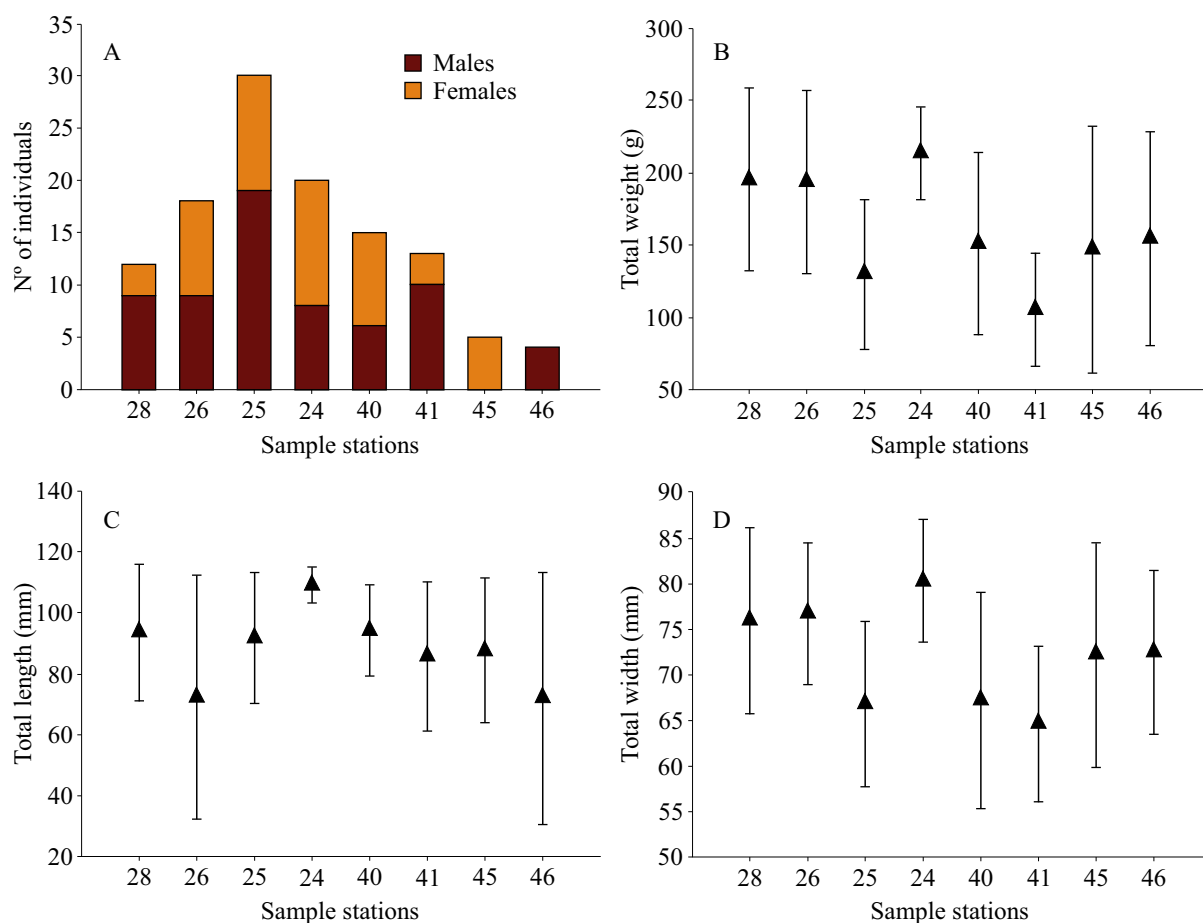 A
Males
Females
35
30
25
20
15
10
5
0
Nº of individuals
28 26 25 24 40 41 45 46
Sample stations
B
300
250
200
150
100
50
Total weight (g)
28 26 25 24 40 41 45 46
Sample stations
C
140
120
100
80
60
40
20
Total length (mm)
28 26 25 24 40 41 45 46
Sample stations
D
90
85
80
75
70
65
60
55
50
Total width (mm)
28 26 25 24 40 41 45 46
Sample stations